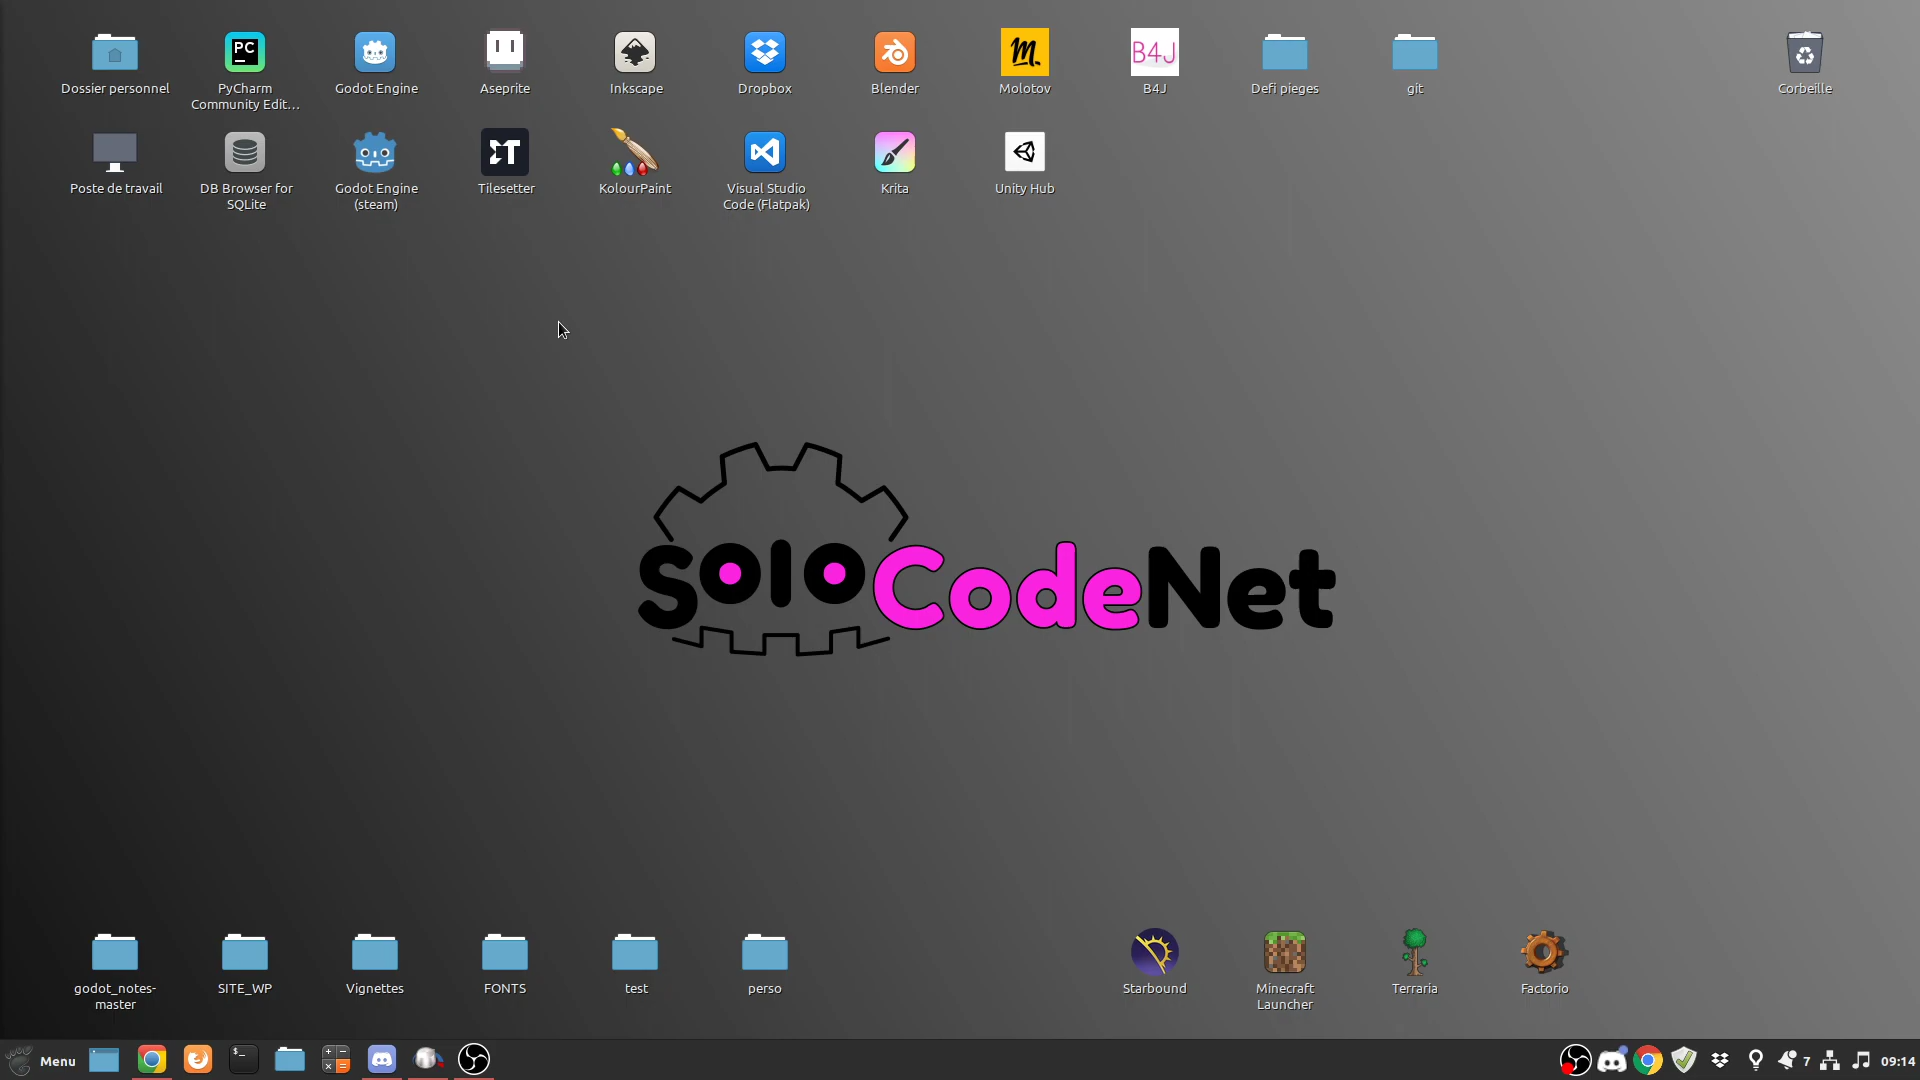 Dossier personnel
PyCharm
Community Edit...
Godot Engine
Aseprite
Inkscape
Dropbox
Blender
Molotov
B4J
B4J
Defi pieges
git
Corbeille
Poste de travail
DB Browser for
SQLite
Godot Engine
(steam)
Tilesetter
KolourPaint
Visual Studio
Code (Flatpak)
Krita
Unity Hub
SoloCodeNet
godot_notes-
master
SITE_WP
Vignettes
FONTS
test
perso
Starbound
Minecraft
Launcher
Terraria
Factorio
Menu
7
09:14